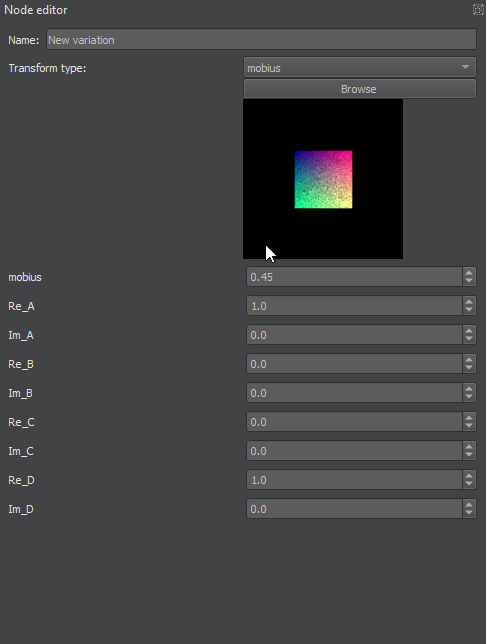 Node editor
Name: New variation
Transform type: mobius
Browse
mobius 0.45
Re_A 1.0
Im_A 0.0
Re_B 0.0
Im_B 0.0
Re_C 0.0
Im_C 0.0
Re_D 1.0
Im_D 0.0